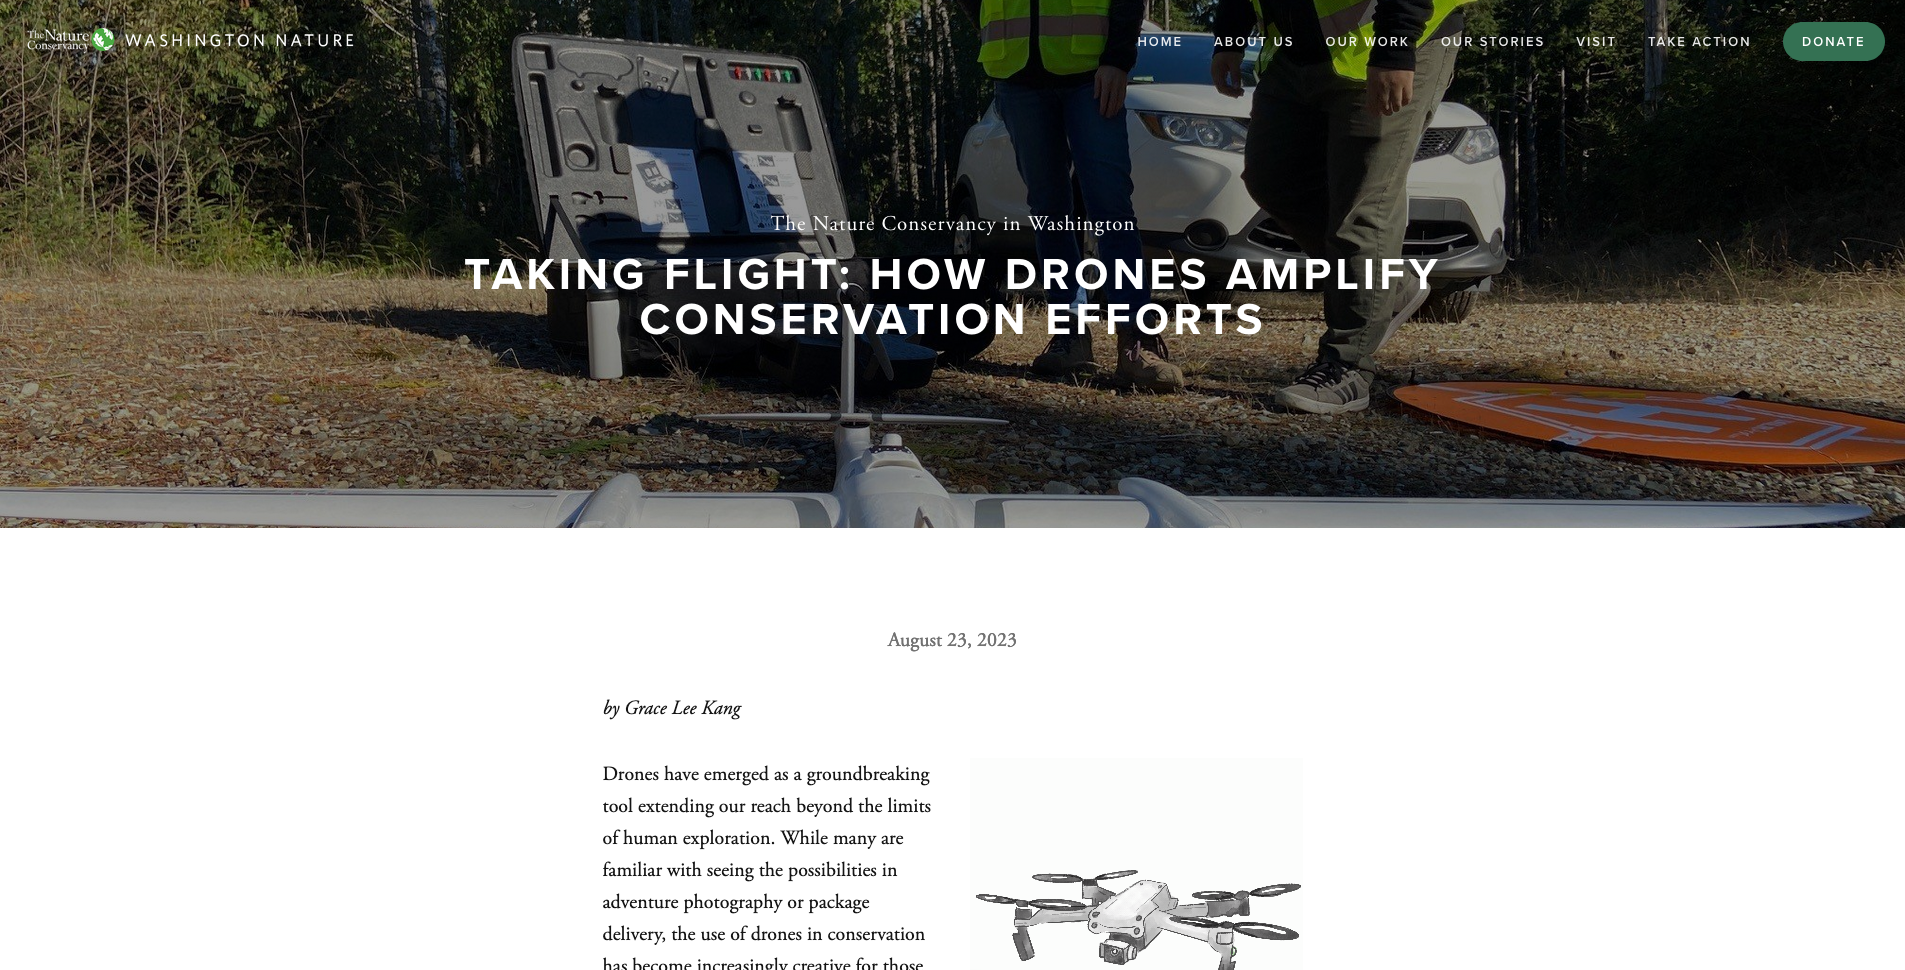 The Nature
Conservancy
WASHINGTON NATURE
HOME ABOUT US OUR WORK OUR STORIES VISIT TAKE ACTION DONATE
The Nature Conservancy in Washington
TAKING FLIGHT: HOW DRONES AMPLIFY
CONSERVATION EFFORTS
August 23, 2023
by Grace Lee Kang
Drones have emerged as a groundbreaking
tool extending our reach beyond the limits
of human exploration. While many are
familiar with seeing the possibilities in
adventure photography or package
delivery, the use of drones in conservation
has become increasingly creative for those